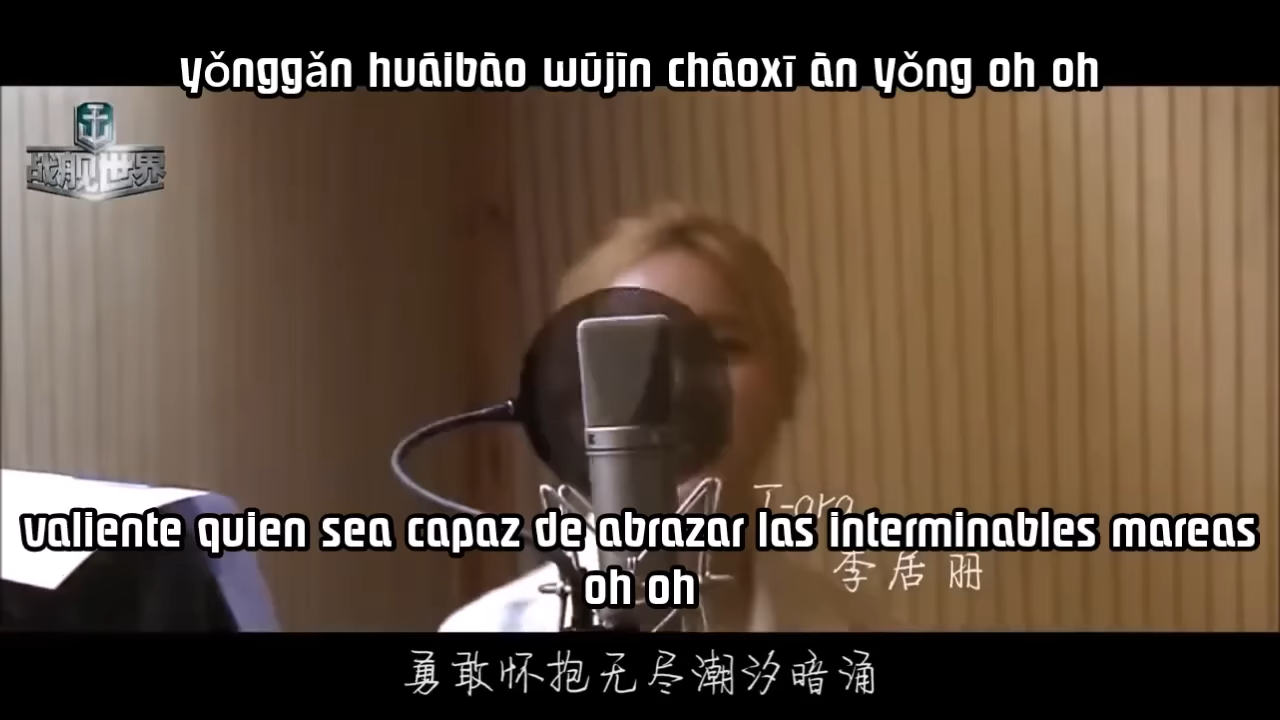 yǒnggǎn huáibào wújìn cháoxī àn yǒng oh oh
战舰世界
T-ara
valiente quien sea capaz de abrazar las interminables mareas
oh oh
李居丽
勇敢怀抱无尽潮汐暗涌